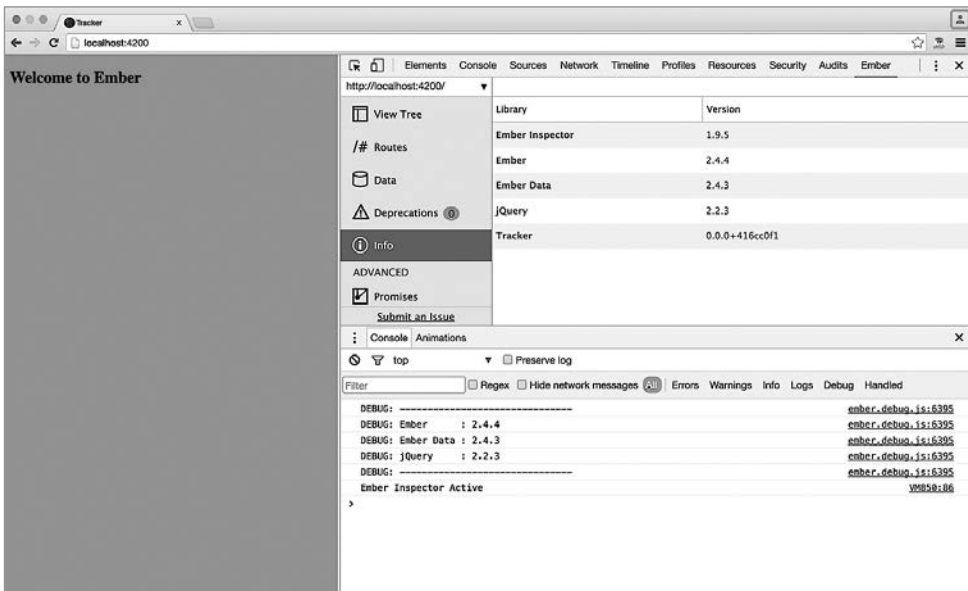 Tracker x
localhost:4200
Welcome to Ember
Elements Console Sources Network Timeline Profiles Resources Security Audits Ember
http://localhost:4200/
View Tree
/# Routes
Data
Deprecations 0
Info
ADVANCED
Promises
Submit an Issue
Library Version
Ember Inspector 1.9.5
Ember 2.4.4
Ember Data 2.4.3
jQuery 2.2.3
Tracker 0.0.0+416cc0f1
Console Animations
top Preserve log
Filter Regex Hide network messages All Errors Warnings Info Logs Debug Handled
DEBUG: ------------------------------- ember.debug.js:6395
DEBUG: Ember : 2.4.4 ember.debug.js:6395
DEBUG: Ember Data : 2.4.3 ember.debug.js:6395
DEBUG: jQuery : 2.2.3 ember.debug.js:6395
DEBUG: ------------------------------- ember.debug.js:6395
Ember Inspector Active VM850:86
>